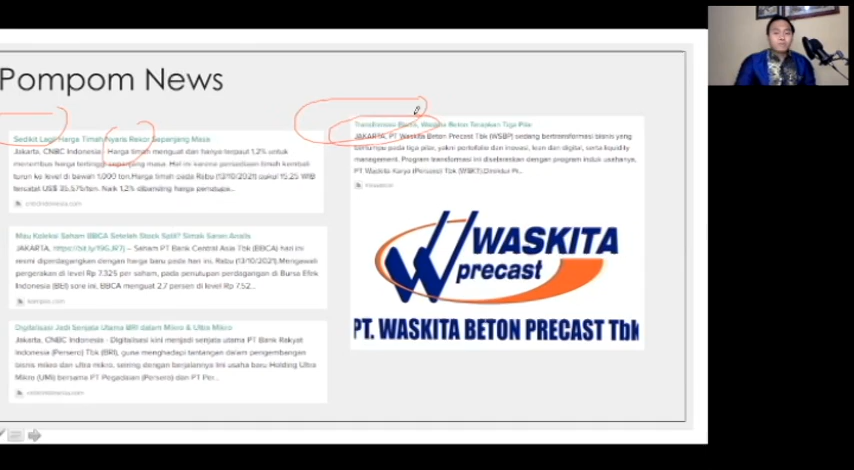 Pompom News
Sedikit Lagi! Harga Timah Nyaris Rekor Sepanjang Masa
Jakarta, CNBC Indonesia - Harga timah menguat dan hanya terpaut 1,2% untuk
menembus harga tertinggi sepanjang masa. Hal ini karena persediaan timah kembali
turun ke level di bawah 1,000 ton.Harga timah pada Rabu (13/10/2021) pukul 15.25 WIB
tercatat US$ 35.575/ton. Naik 1,2% dibanding harga penutupa...
cnbcindonesia.com
Mau Koleksi Saham BBCA Setelah Stock Split? Simak Saran Analis
JAKARTA, - Saham PT Bank Central Asia Tbk (BBCA) hari ini
resmi diperdagangkan dengan harga baru pada hari ini, Rabu (13/10/2021).Mengawali
pergerakan di level Rp 7.325 per saham, pada penutupan perdagangan di Bursa Efek
Indonesia (BEI) sore ini, BBCA menguat 2,7 persen di level Rp 7.52...
kompas.com
Digitalisasi Jadi Senjata Utama BRI dalam Mikro & Ultra Mikro
Jakarta, CNBC Indonesia - Digitalisasi kini menjadi senjata utama PT Bank Rakyat
Indonesia (Persero) Tbk (BRI), guna menghadapi tantangan dalam pengembangan
bisnis mikro dan ultra mikro, seiring dengan berjalannya ini usaha baru Holding Ultra
Mikro (UMi) bersama PT Pegadaian (Persero) dan PT Per...
cnbcindonesia.com
Transformasi Bisnis, Waskita Beton Terapkan Tiga Pilar
JAKARTA, PT Waskita Beton Precast Tbk (WSBP) sedang bertransformasi bisnis yang
bertumpu pada tiga pilar, yakni portofolio dan inovasi, lean dan digital, serta liquidity
management. Program transformasi ini diselaraskan dengan program induk usahanya,
PT Waskita Karya (Persero) Tbk (WSKT).Direktur Pr...
WASKITA
precast
PT. WASKITA BETON PRECAST Tbk